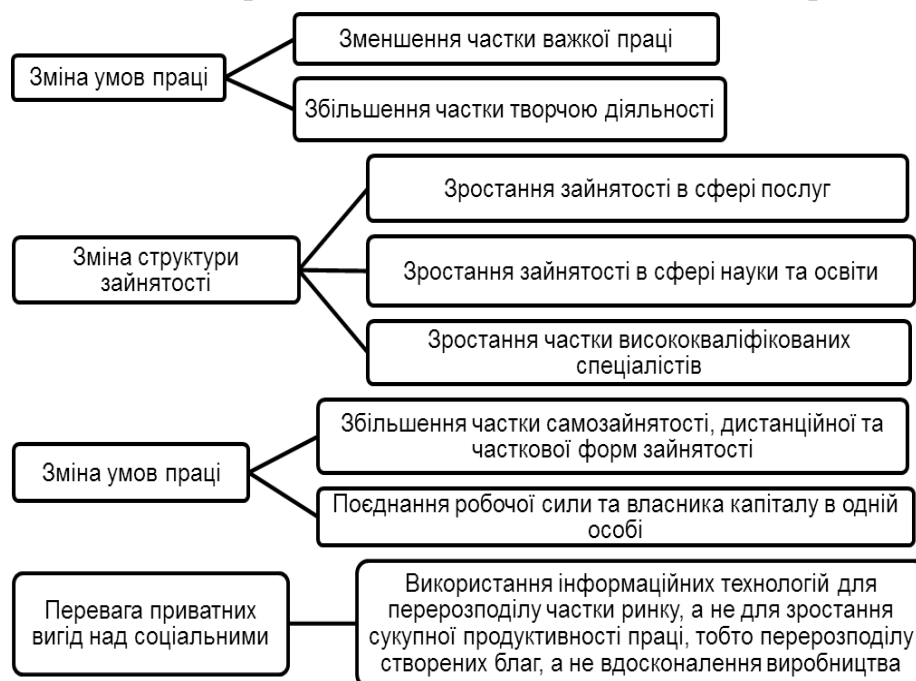 Зміна умов праці
Зменшення частки важкої праці
Збільшення частки творчою діяльності
Зміна структури
зайнятості
Зростання зайнятості в сфері послуг
Зростання зайнятості в сфері науки та освіти
Зростання частки висококваліфікованих
спеціалістів
Зміна умов праці
Збільшення частки самозайнятості, дистанційної та
часткової форм зайнятості
Поєднання робочої сили та власника капіталу в одній
особі
Перевага приватних
вигід над соціальними
Використання інформаційних технологій для
перерозподілу частки ринку, а не для зростання
сукупної продуктивності праці, тобто перерозподілу
створених благ, а не вдосконалення виробництва